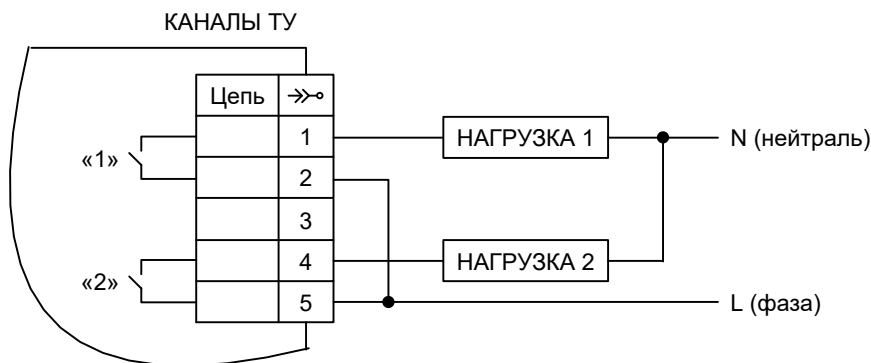 КАНАЛЫ ТУ
Цепь
1 НАГРУЗКА 1 N (нейтраль)
«1»
2
3
4 НАГРУЗКА 2
«2»
5 L (фаза)